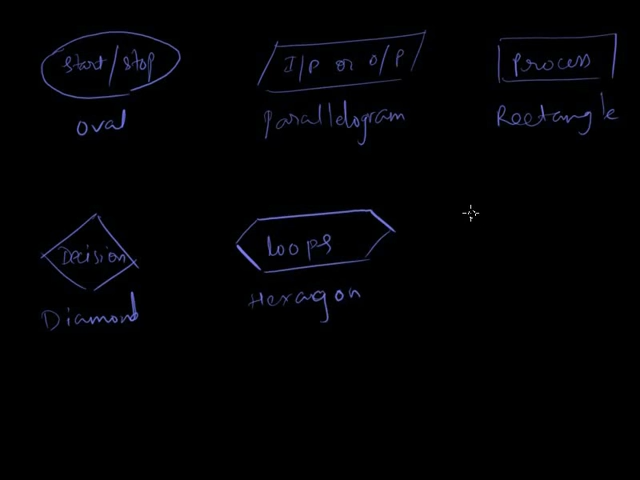 Start/Stop
I/P or O/P
Process
Oval
Parallelogram
Rectangle
Decision
Loops
Diamond
Hexagon